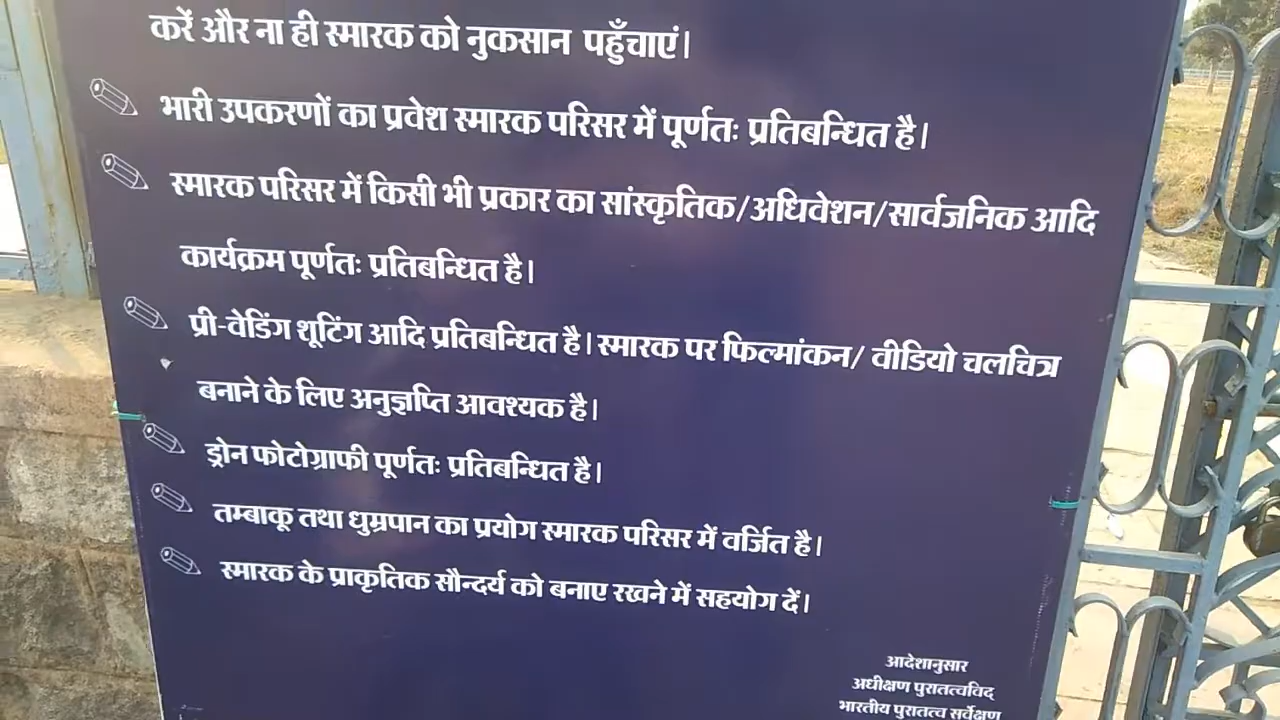 करें और ना ही स्मारक को नुकसान पहुँचाएं।
भारी उपकरणों का प्रवेश स्मारक परिसर में पूर्णतः प्रतिबन्धित है।
स्मारक परिसर में किसी भी प्रकार का सांस्कृतिक/अधिवेशन/सार्वजनिक आदि
कार्यक्रम पूर्णतः प्रतिबन्धित है।
प्री-वेडिंग शूटिंग आदि प्रतिबन्धित है। स्मारक पर फिल्मांकन/ वीडियो चलचित्र
बनाने के लिए अनुज्ञप्ति आवश्यक है।
ड्रोन फोटोग्राफी पूर्णतः प्रतिबन्धित है।
तम्बाकू तथा धुम्रपान का प्रयोग स्मारक परिसर में वर्जित है।
स्मारक के प्राकृतिक सौन्दर्य को बनाए रखने में सहयोग दें।
आदेशानुसार
अधीक्षण पुरातत्वविद्
भारतीय पुरातत्व सर्वेक्षण